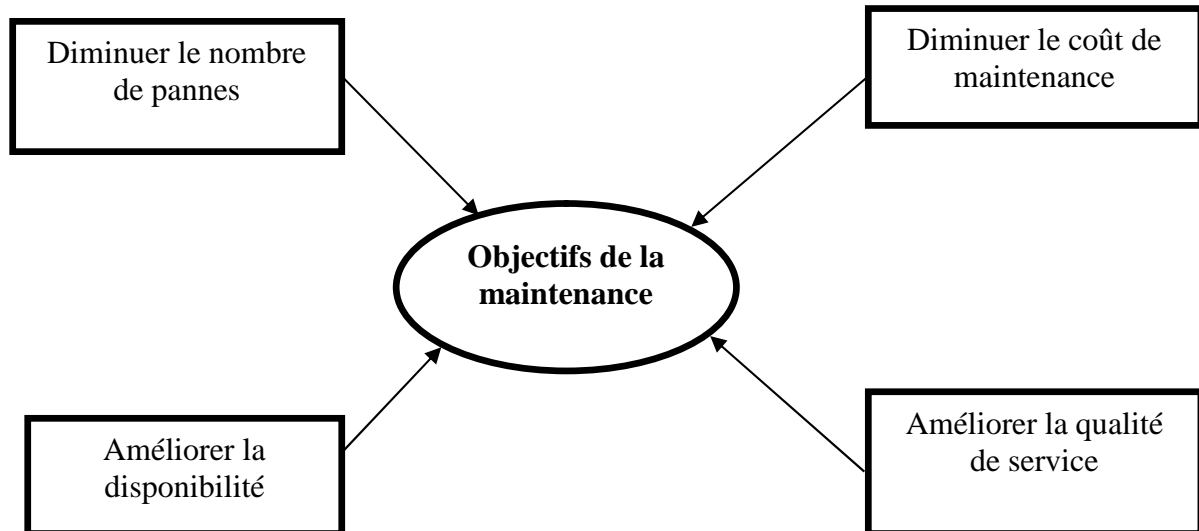 Diminuer le nombre
de pannes
Diminuer le coût de
maintenance
Objectifs de la
maintenance
Améliorer la
disponibilité
Améliorer la qualité
de service